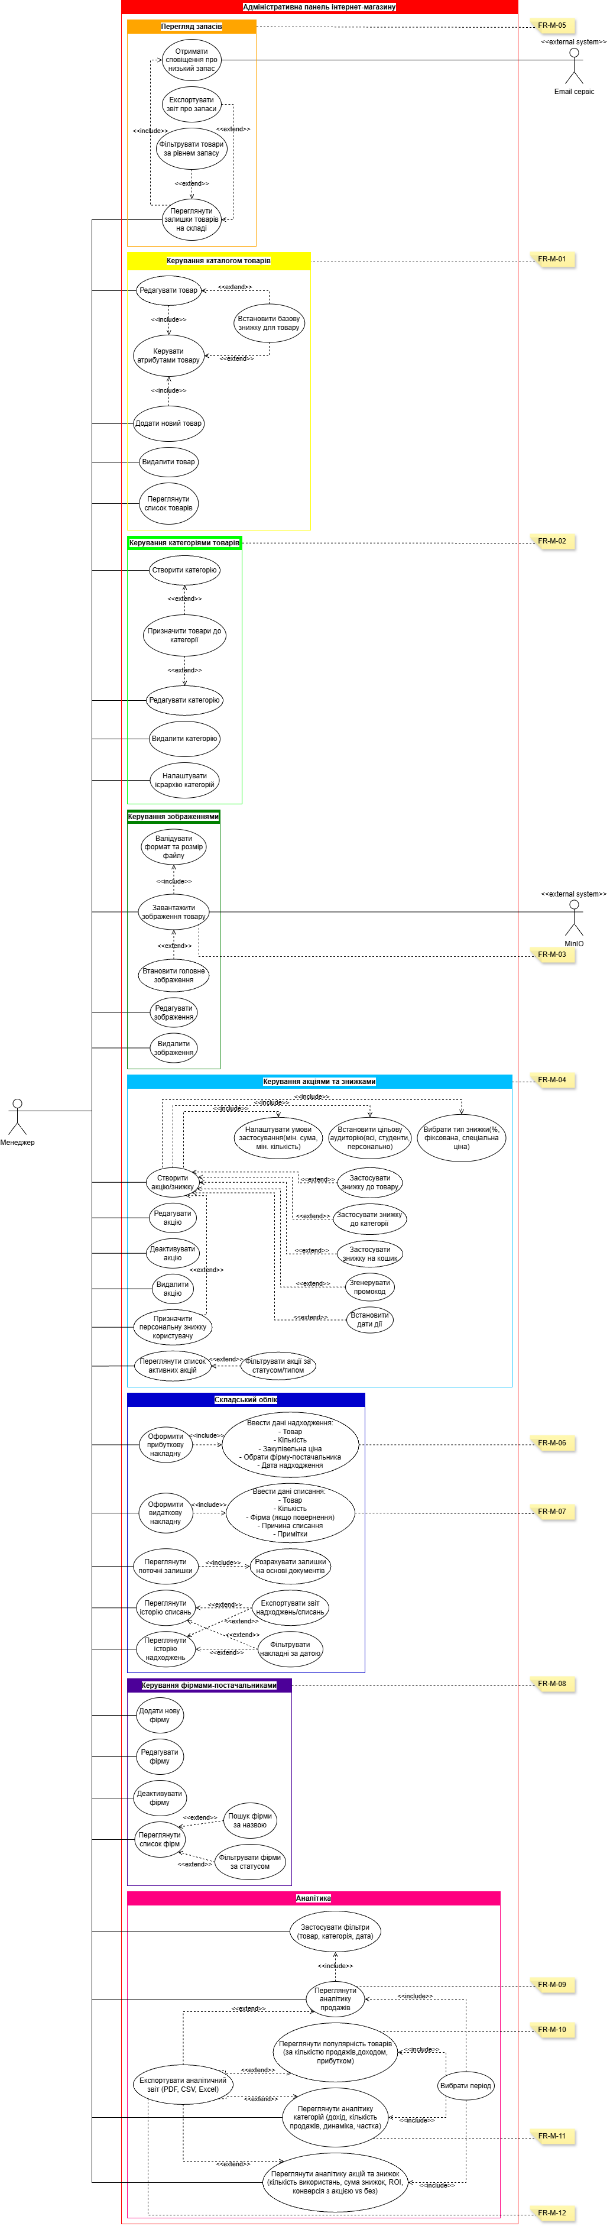 Адміністративна панель інтернет магазину
Перегляд запасів
FR-M-05
<<external system>>
Email сервіс
Отримати
сповіщення про
низький запас
Експортувати
звіт про запаси
<<include>>
<<extend>>
Фільтрувати товари
за рівнем запасу
<<extend>>
Переглянути
залишки товарів
на складі
Керування каталогом товарів
FR-M-01
Редагувати товар
<<extend>>
<<include>>
Встановити базову
знижку для товару
Керувати
атрибутами товару
<<extend>>
<<include>>
Додати новий товар
Видалити товар
Переглянути
список товарів
Керування категоріями товарів
FR-M-02
Створити категорію
<<extend>>
Призначити товари до
категорії
<<extend>>
Редагувати категорію
Видалити категорію
Налаштувати
ієрархію категорій
Керування зображеннями
Валідувати
формат та розмір
файлу
<<include>>
Завантажити
зображення товару
<<external system>>
MinIO
<<extend>>
FR-M-03
Втановити головне
зображення
Редагувати
зображення
Видалити
зображення
Керування акціями та знижками
FR-M-04
Менеджер
<<include>>
<<include>>
<<include>>
Налаштувати умови
застосування(мін. сума,
мін. кількість)
Встановити цільову
аудиторію(всі, студенти,
персонально)
Вибрати тип знижки(%,
фіксована, спеціальна
ціна)
Створити
акцію/знижку
<<extend>>
Застосувати
знижку до товару
Редагувати
акцію
<<extend>>
Застосувати знижку
до категорії
Деактивувати
акцію
<<extend>>
Застосувати
знижку на кошик
<<extend>>
Видалити
акцію
<<extend>>
Згенерувати
промокод
Призначити
персональну знижку
користувачу
<<extend>>
Встановити
дати дії
Переглянути список
активних акцій
<<extend>>
Фільтрувати акції за
статусом/типом
Складський облік
Оформити
прибуткову
накладну
<<include>>
Ввести дані надходження:
- Товар
- Кількість
- Закупівельна ціна
- Обрати фірму-постачальника
- Дата надходження
FR-M-06
Оформити
видаткову
накладну
<<include>>
Ввести дані списання:
- Товар
- Кількість
- Фірма (якщо повернення)
- Причина списання
- Примітки
FR-M-07
Переглянути
поточні залишки
<<include>>
Розрахувати залишки
на основі документів
Переглянути
історію списань
<<extend>>
Експортувати звіт
надходжень/списань
<<extend>>
<<extend>>
Переглянути
історію
надходжень
<<extend>>
Фільтрувати
накладні за датою
Керування фірмами-постачальниками
FR-M-08
Додати нову
фірму
Редагувати
фірму
Деактивувати
фірму
Переглянути
список фірм
<<extend>>
Пошук фірми
за назвою
<<extend>>
Фільтрувати фірми
за статусом
Аналітика
Застосувати фільтри
(товар, категорія, дата)
<<include>>
FR-M-09
Переглянути
аналітику
продажів
<<include>>
<<extend>>
FR-M-10
Переглянути популярність товарів
(за кількістю продажів,доходом,
прибутком)
<<include>>
<<extend>>
Експортувати аналітичний
звіт (PDF, CSV, Excel)
Вибрати період
<<extend>>
Переглянути аналітику
категорій (дохід, кількість
продажів, динаміка, частка)
<<include>>
FR-M-11
<<extend>>
Переглянути аналітику акцій та знижок
(кількість використань, сума знижок, ROI,
конверсія з акцією vs без)
<<include>>
FR-M-12